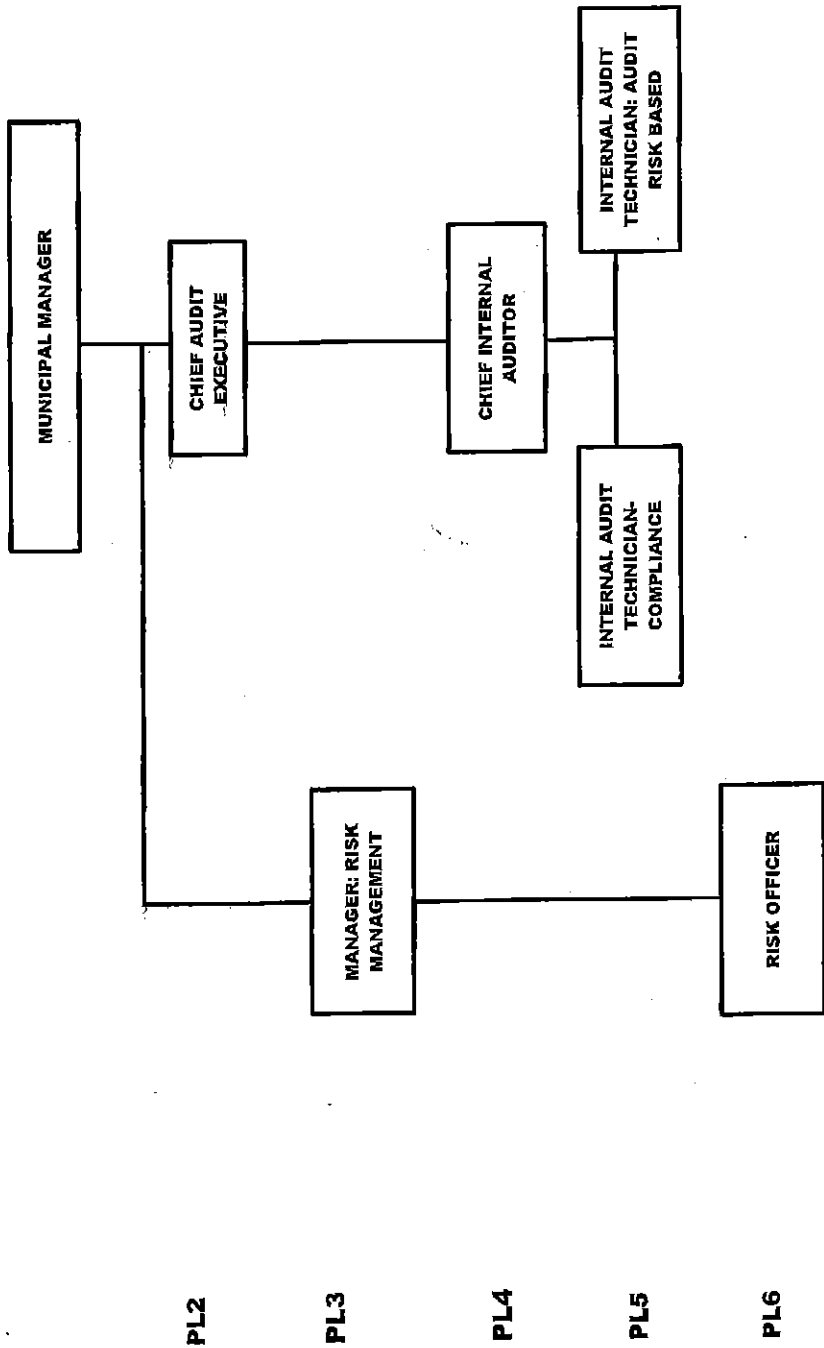 MUNICIPAL MANAGER
PL2
CHIEF AUDIT
EXECUTIVE
PL3
MANAGER: RISK
MANAGEMENT
PL4
CHIEF INTERNAL
AUDITOR
PL5
INTERNAL AUDIT
TECHNICIAN-
COMPLIANCE
INTERNAL AUDIT
TECHNICIAN: AUDIT
RISK BASED
PL6
RISK OFFICER